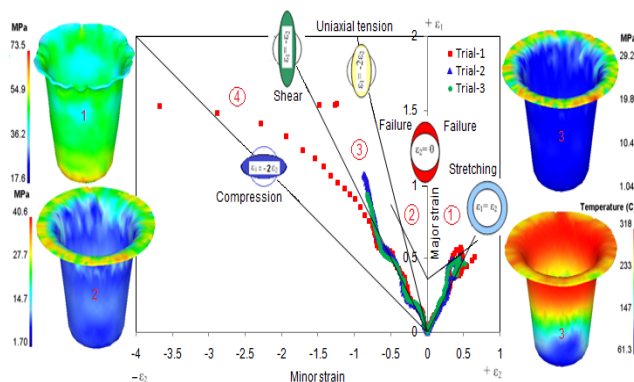 MPa
73.5
54.9
36.2
17.6
1
MPa
40.6
27.7
14.7
1.70
2
Uniaxial tension
+ ε₁
2
1.5
1
0.5
0
ε₁= -ε₂
ε₁= -2ε₂
Shear
④
③
②
①
Failure
Failure
ε₂= 0
Trial-1
Trial-2
Trial-3
Stretching
ε₁= ε₂
ε₁= -2ε₂
Compression
Major strain
-4
-3.5
-3
-2.5
-2
-1.5
-1
-0.5
0
0.5
1
− ε₂
Minor strain
+ ε₂
MPa
29.2
19.8
10.4
1.04
3
Temperature (C
318
233
147
61.3
3